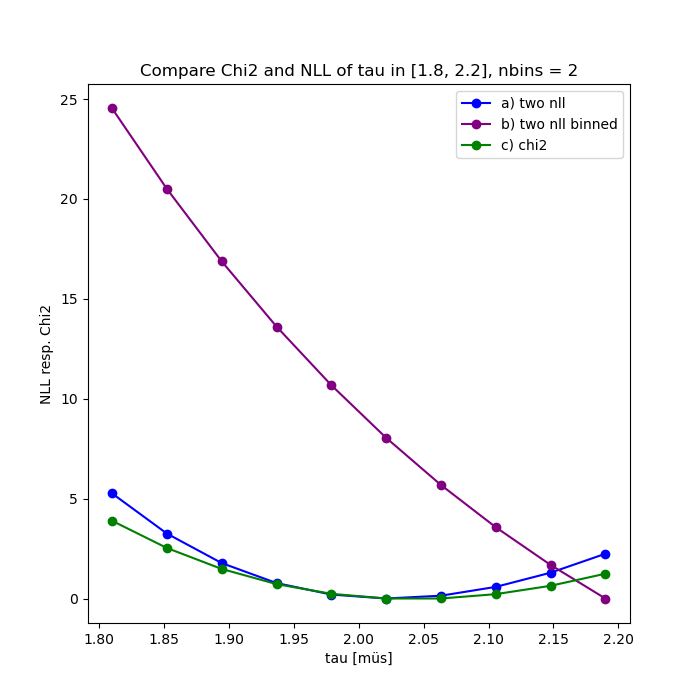 Compare Chi2 and NLL of tau in [1.8, 2.2], nbins = 2
25
20
15
10
5
0
NLL resp. Chi2
a) two nll
b) two nll binned
c) chi2
1.80 1.85 1.90 1.95 2.00 2.05 2.10 2.15 2.20
tau [müs]